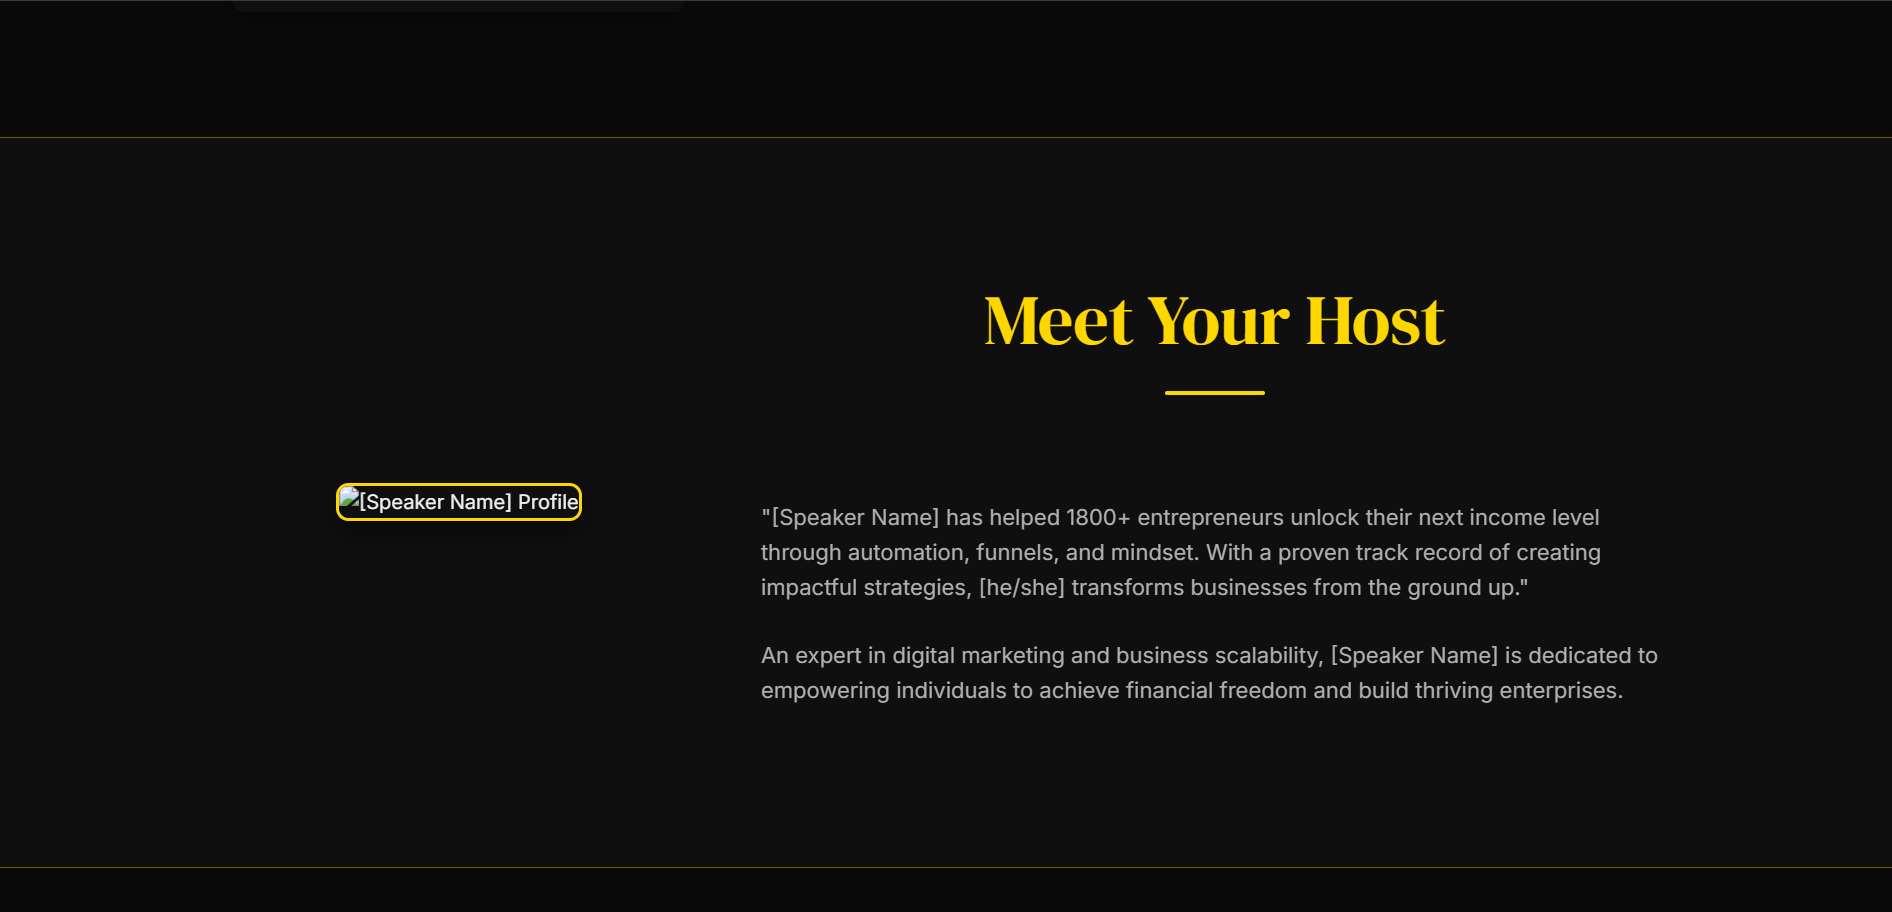 Meet Your Host
[Speaker Name] Profile
"[Speaker Name] has helped 1800+ entrepreneurs unlock their next income level
through automation, funnels, and mindset. With a proven track record of creating
impactful strategies, [he/she] transforms businesses from the ground up."
An expert in digital marketing and business scalability, [Speaker Name] is dedicated to
empowering individuals to achieve financial freedom and build thriving enterprises.